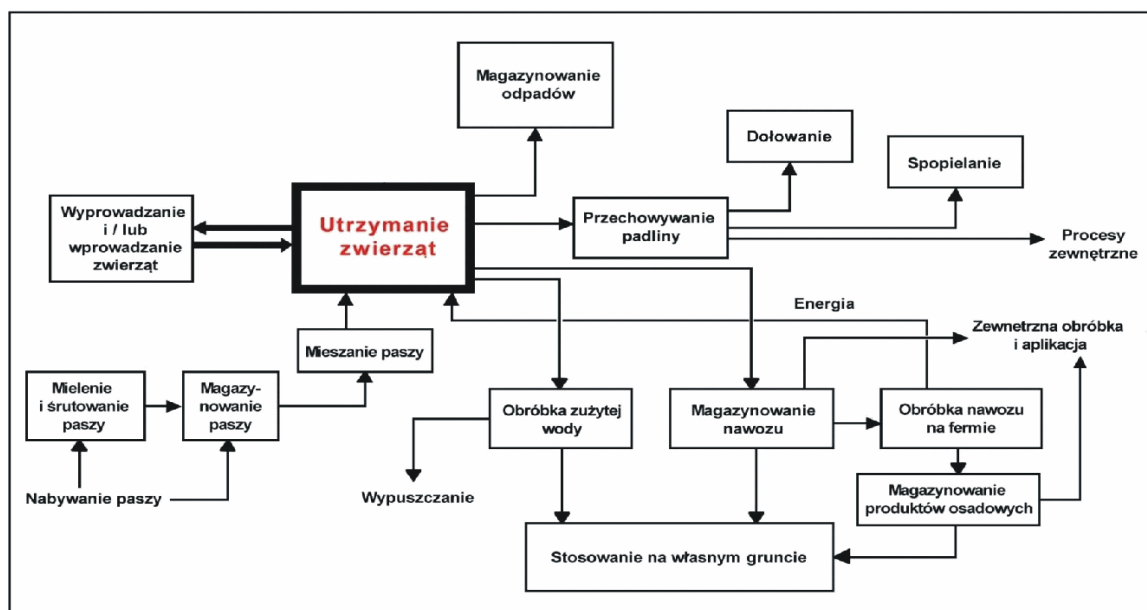 Magazynowanie
odpadów
Dołowanie
Spopielanie
Wyprowadzanie
i / lub
wprowadzanie
zwierząt
Utrzymanie
zwierząt
Przechowywanie
padliny
Procesy
zewnętrzne
Energia
Zewnetrzna obróbka
i aplikacja
Mieszanie paszy
Mielenie
i śrutowanie
paszy
Magazy-
nowanie
paszy
Obróbka zużytej
wody
Magazynowanie
nawozu
Obróbka nawozu
na fermie
Nabywanie paszy
Wypuszczanie
Magazynowanie
produktów osadowych
Stosowanie na własnym gruncie